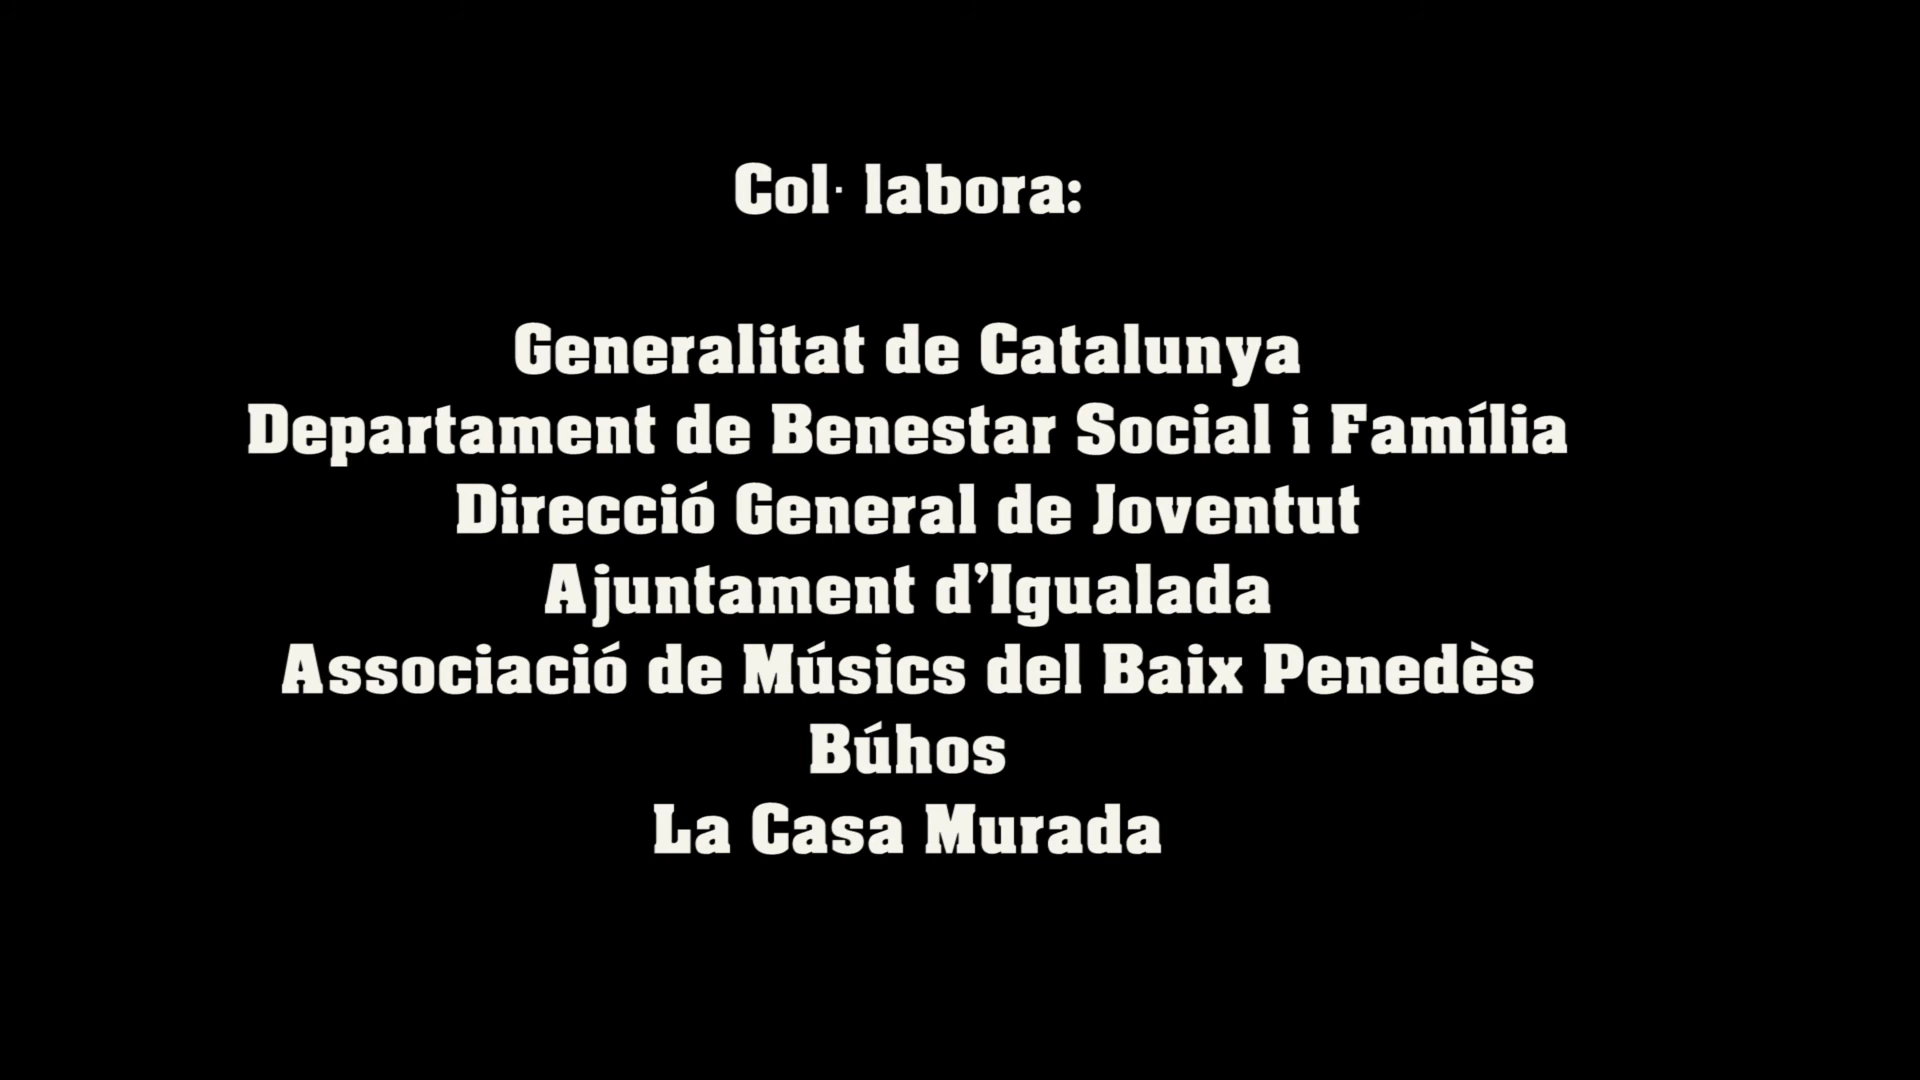 Col· labora:
Generalitat de Catalunya
Departament de Benestar Social i Família
Direcció General de Joventut
Ajuntament d’Igualada
Associació de Músics del Baix Penedès
Búhos
La Casa Murada